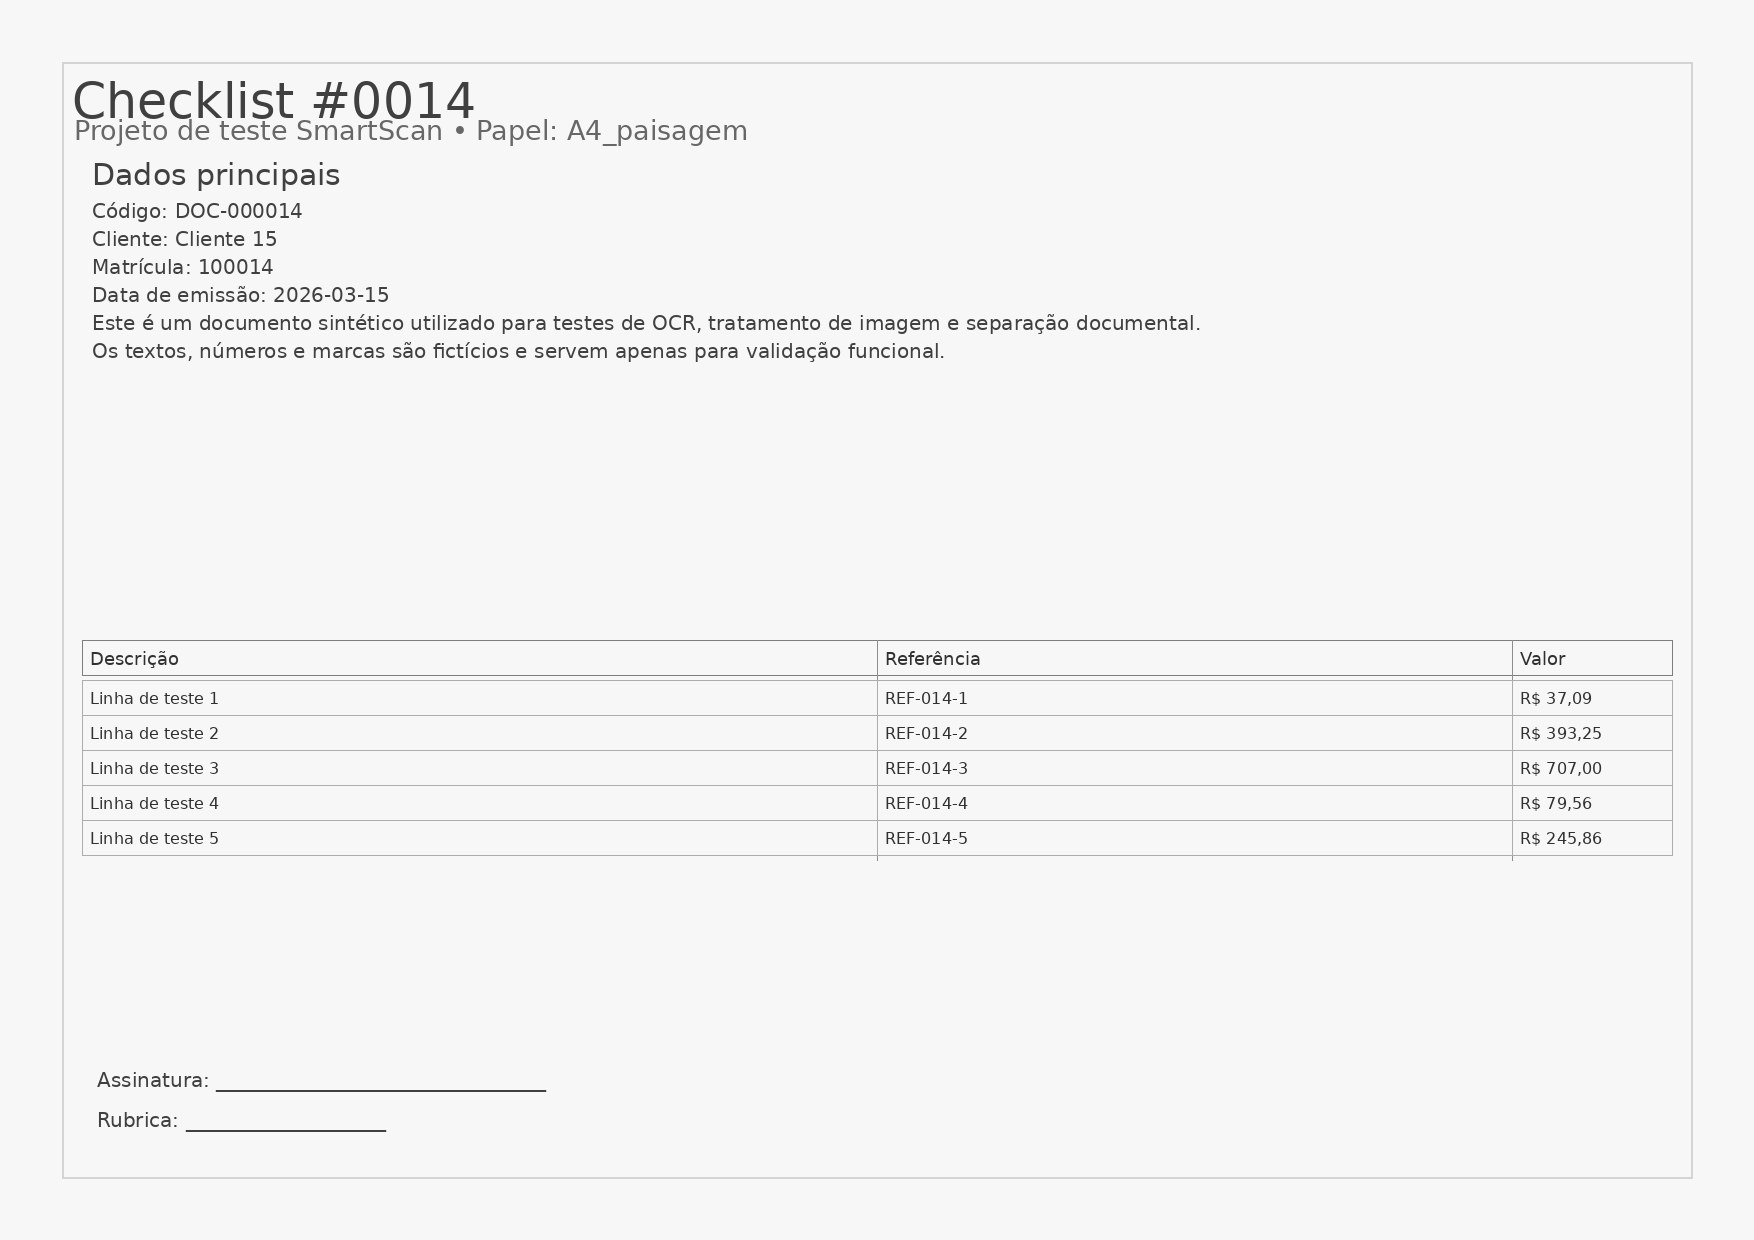 Checklist #0014
Projeto de teste SmartScan • Papel: A4_paisagem
Dados principais
Código: DOC-000014
Cliente: Cliente 15
Matrícula: 100014
Data de emissão: 2026-03-15
Este é um documento sintético utilizado para testes de OCR, tratamento de imagem e separação documental.
Os textos, números e marcas são fictícios e servem apenas para validação funcional.
Descrição Referência Valor
Linha de teste 1 REF-014-1 R$ 37,09
Linha de teste 2 REF-014-2 R$ 393,25
Linha de teste 3 REF-014-3 R$ 707,00
Linha de teste 4 REF-014-4 R$ 79,56
Linha de teste 5 REF-014-5 R$ 245,86
Assinatura: _________________________________
Rubrica: ____________________